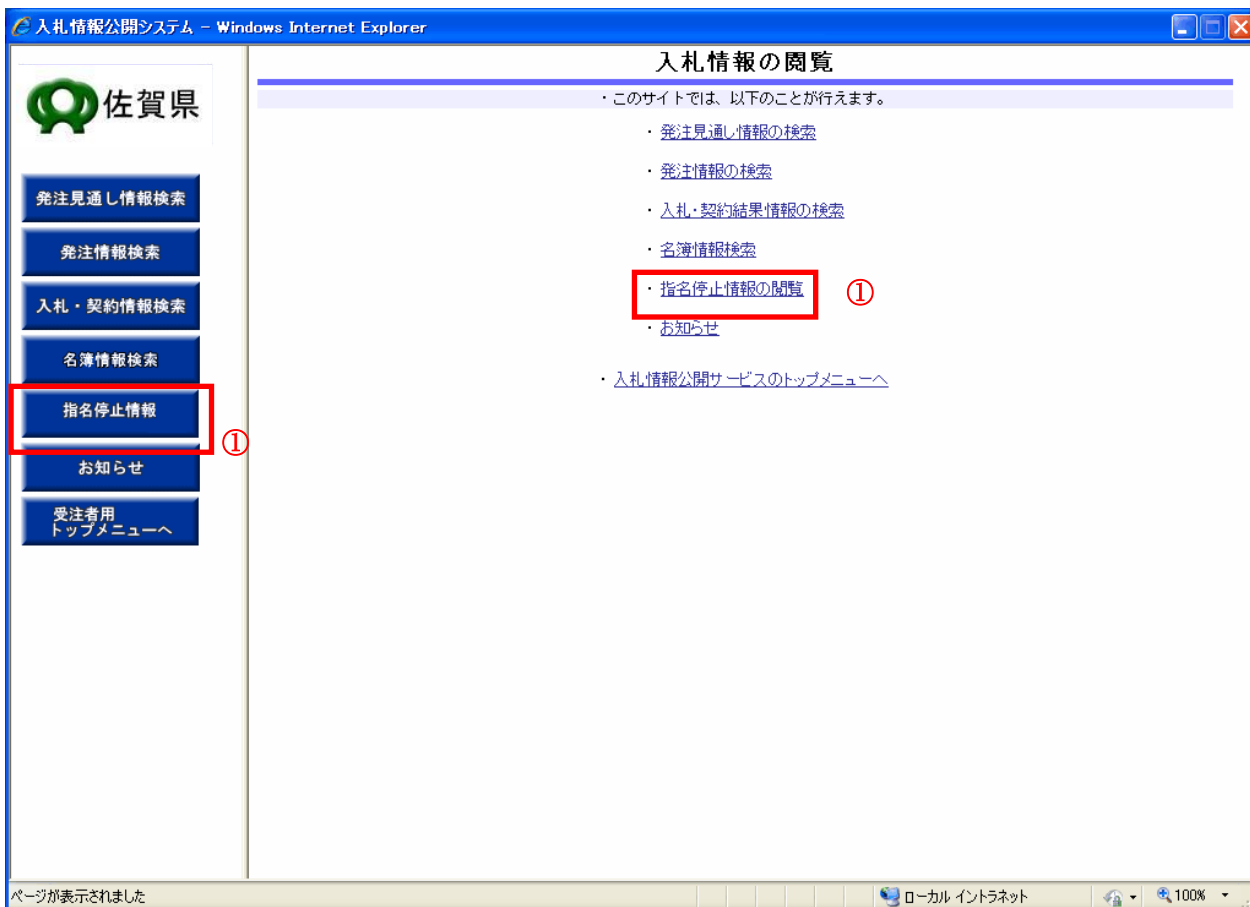 入札情報公開システム - Windows Internet Explorer
佐賀県
発注見通し情報検索
発注情報検索
入札・契約情報検索
名簿情報検索
指名停止情報
①
お知らせ
受注者用
トップメニューへ
入札情報の閲覧
・このサイトでは、以下のことが行えます。
・発注見通し情報の検索
・発注情報の検索
・入札・契約結果情報の検索
・名簿情報検索
・指名停止情報の閲覧 ①
・お知らせ
・入札情報公開サービスのトップメニューへ
ページが表示されました ローカル イントラネット 100%